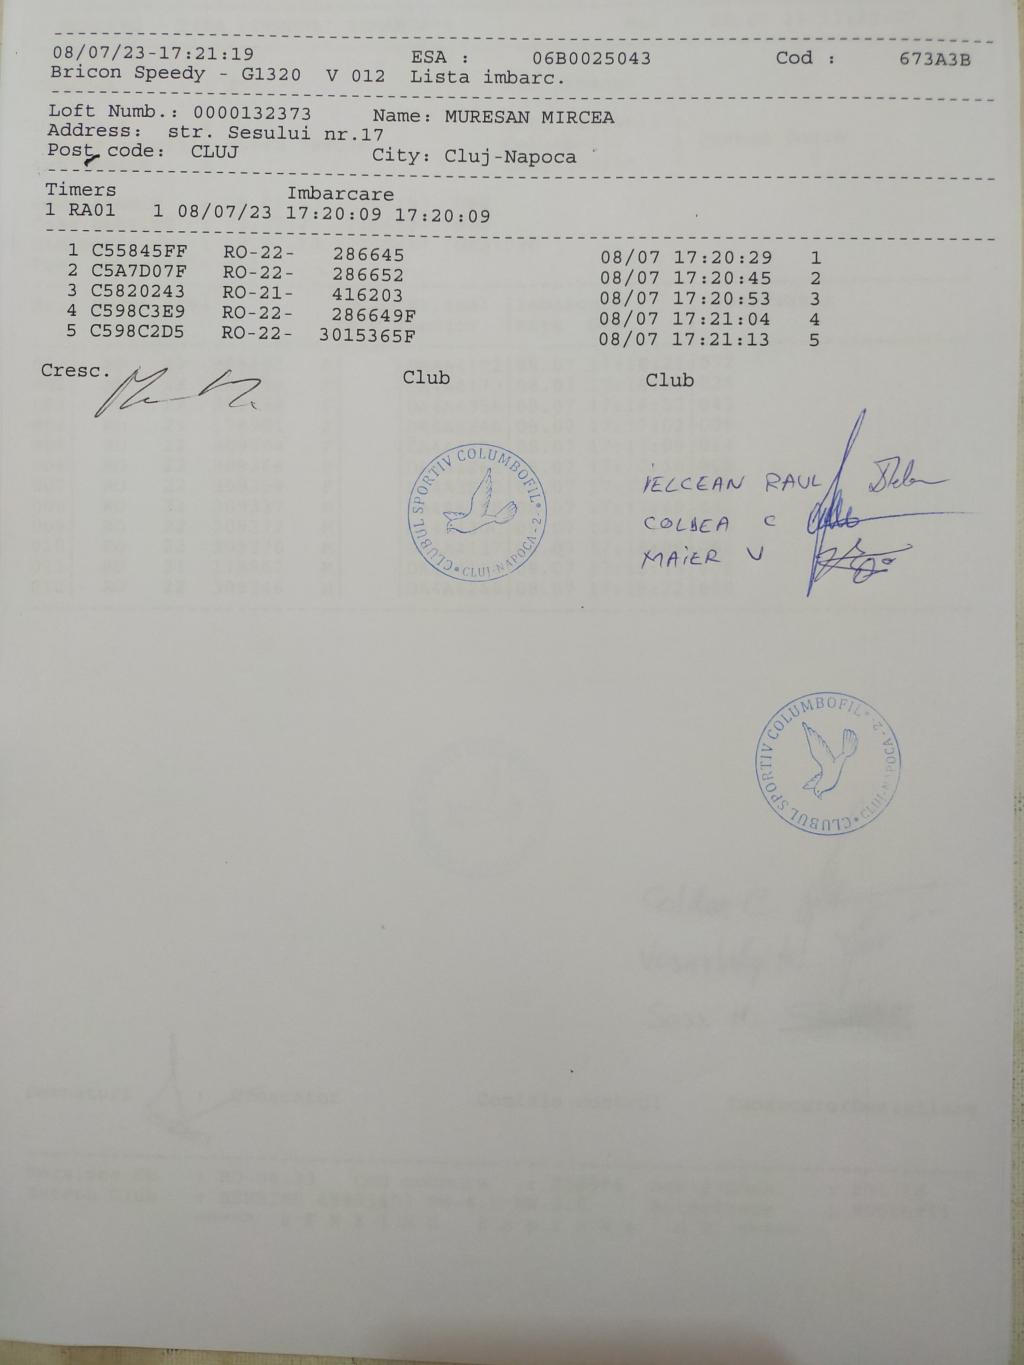 08/07/23-17:21:19 ESA : 06B0025043 Cod : 673A3B
Bricon Speedy - G1320 V 012 Lista imbarc.
Loft Numb.: 0000132373 Name: MURESAN MIRCEA
Address: str. Sesului nr.17
Post code: CLUJ City: Cluj-Napoca
Timers Imbarcare
1 RA01 1 08/07/23 17:20:09 17:20:09
1 C55845FF RO-22- 286645 08/07 17:20:29 1
2 C5A7D07F RO-22- 286652 08/07 17:20:45 2
3 C5820243 RO-21- 416203 08/07 17:20:53 3
4 C598C3E9 RO-22- 286649F 08/07 17:21:04 4
5 C598C2D5 RO-22- 3015365F 08/07 17:21:13 5
Cresc. Club Club
CLUBUL SPORTIV COLUMBOFIL * CLUJ-NAPOCA-2-
RAUL
COLDEA C
MAIER V
CLUBUL SPORTIV COLUMBOFIL * CLUJ-NAPOCA-2-